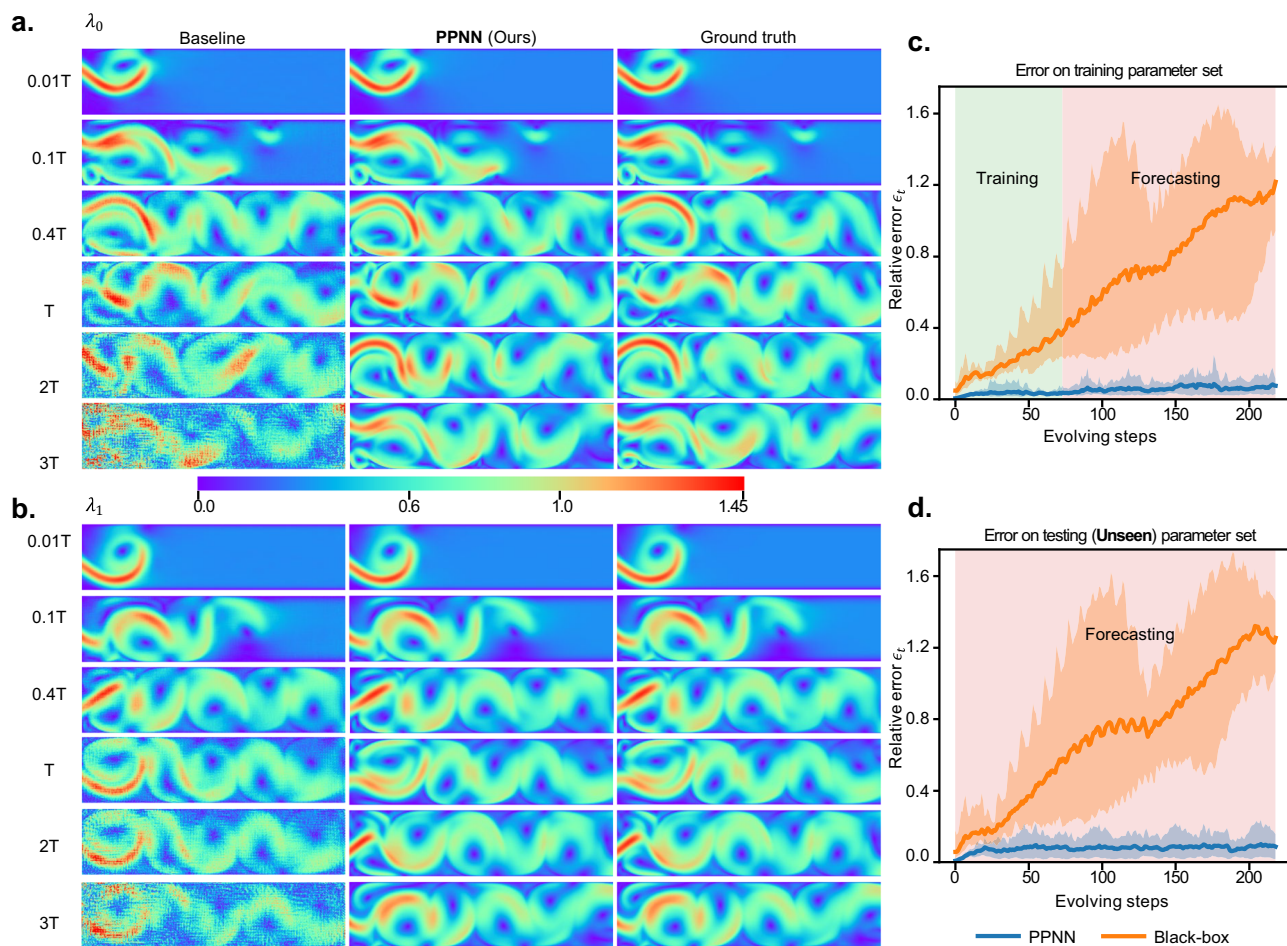 a.
λ0
Baseline
PPNN (Ours)
Ground truth
0.01T
0.1T
0.4T
T
2T
3T
0.0
0.6
1.0
1.45
b.
λ1
0.01T
0.1T
0.4T
T
2T
3T
c.
Error on training parameter set
Relative error ϵt
1.6
1.2
0.8
0.4
0.0
Training
Forecasting
0
50
100
150
200
Evolving steps
d.
Error on testing (Unseen) parameter set
Relative error ϵt
1.6
1.2
0.8
0.4
0.0
Forecasting
0
50
100
150
200
Evolving steps
PPNN
Black-box